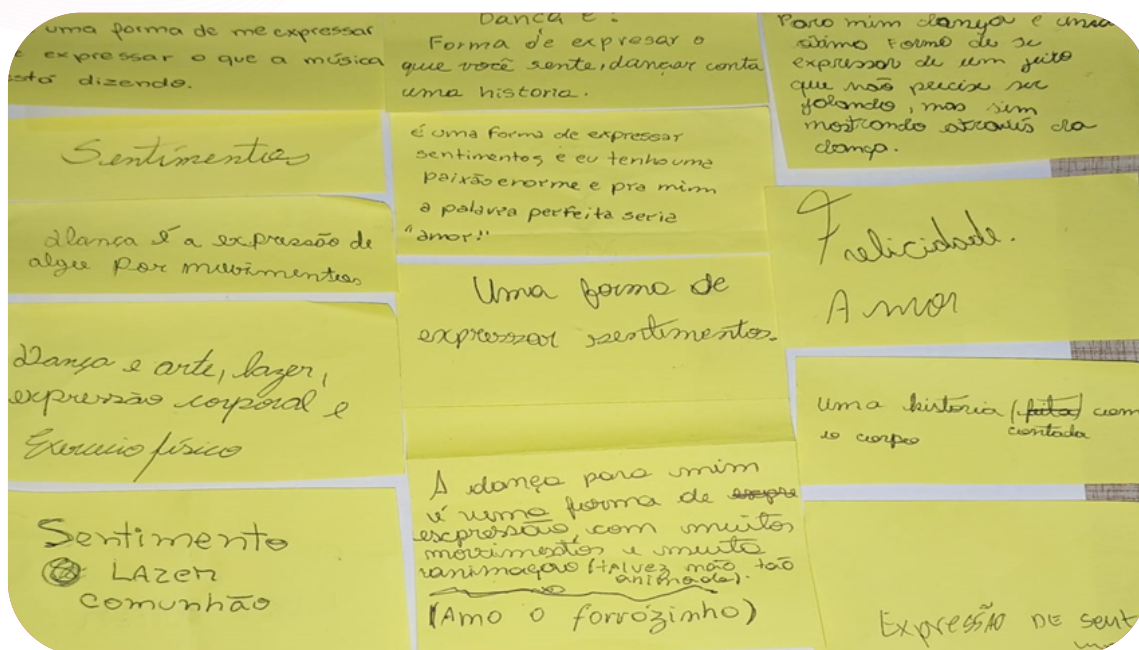 uma forma de me expressar
e expressar o que a música
está dizendo.
Sentimentos
Dança é a expressão de
algo por movimentos
Dança e arte, lazer,
expressão corporal e
Exercicio físico
Sentimento
LAzer
comunhão
Dança é:
Forma de expresar o
que você sente, dançar conta
uma historia.
é uma forma de expressar
sentimentos e eu tenho uma
paixão enorme e pra mim
a palavra perfeita seria
"amor!"
Uma forma de
expressar sentimentos.
A dança para mim
é uma forma de expre
expressão, com muitos
movimentos e muita
animação (talvez não tão
animada).
(Amo o forrózinho)
Para mim dança é uma
ótima forma de se
expressar de um jeito
que não precise ser
falando, mas sim
mostrando através da
dança.
Felicidade.
Amor
uma história (feita) com
contada
o corpo
Expressão de sent